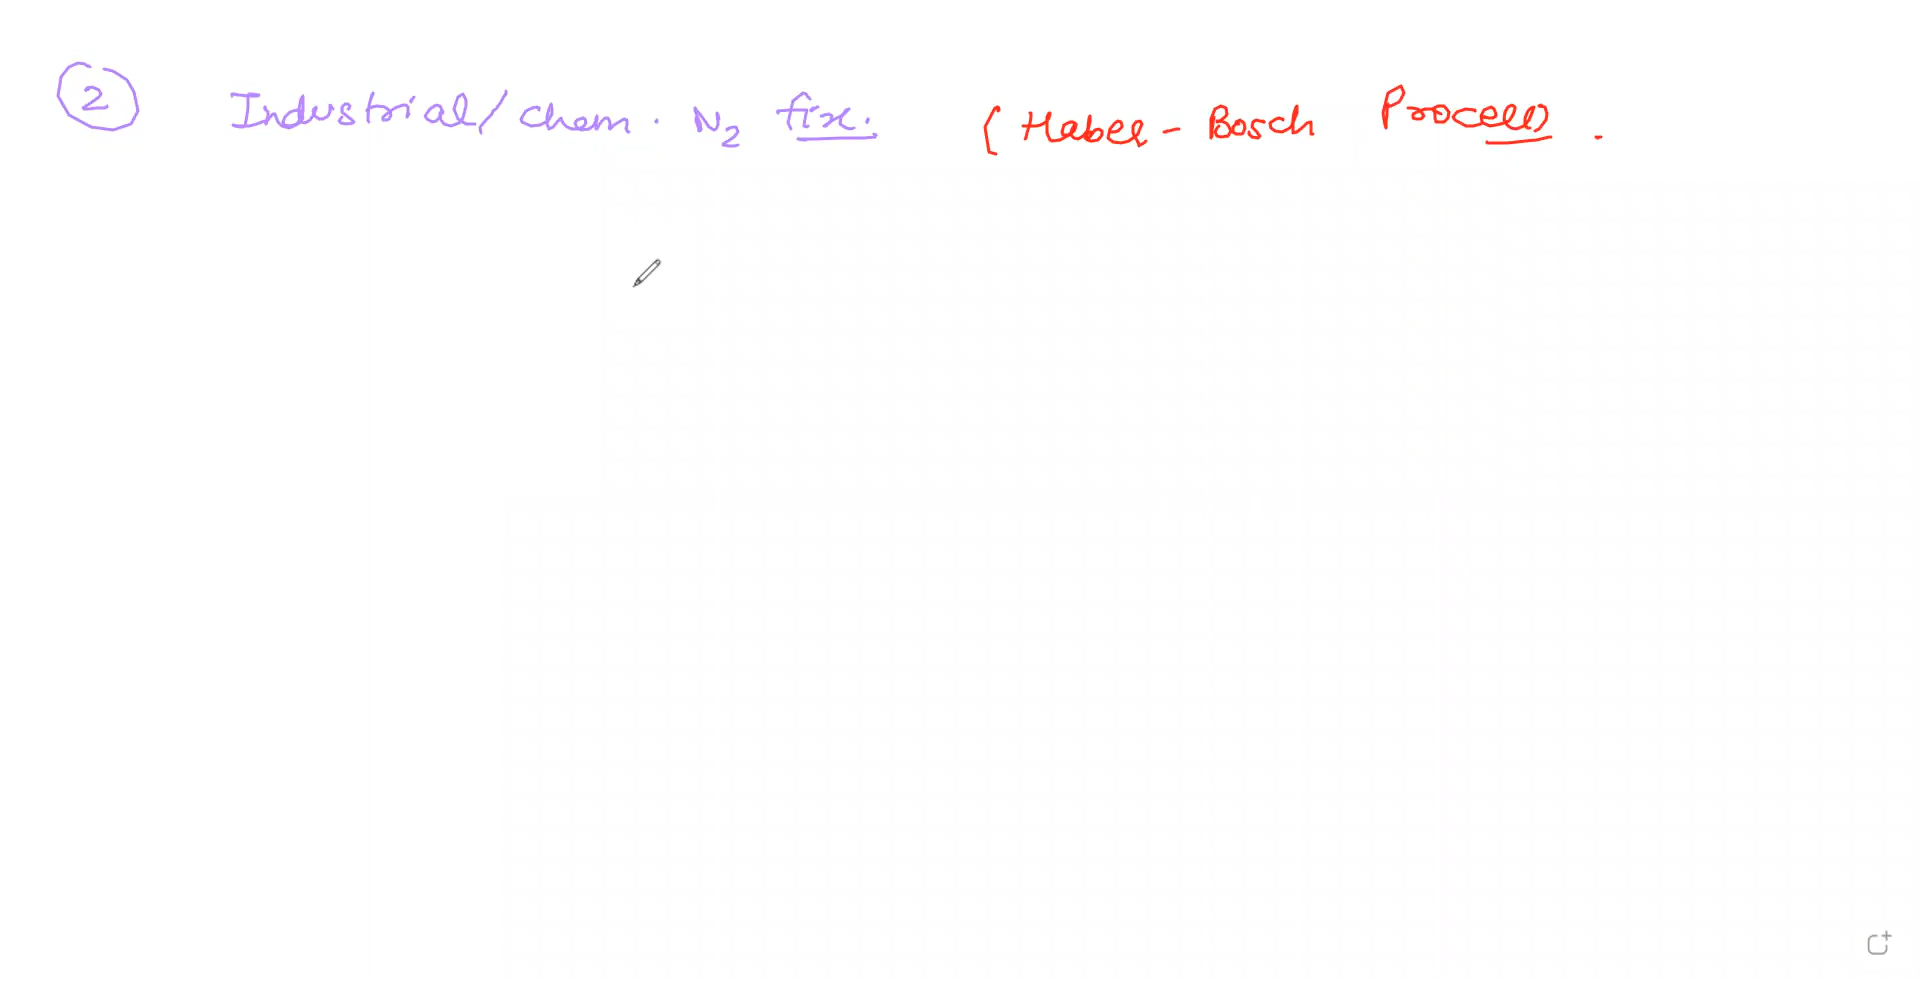 2 Industrial/chem. N2 fix. (Haber - Bosch Process.